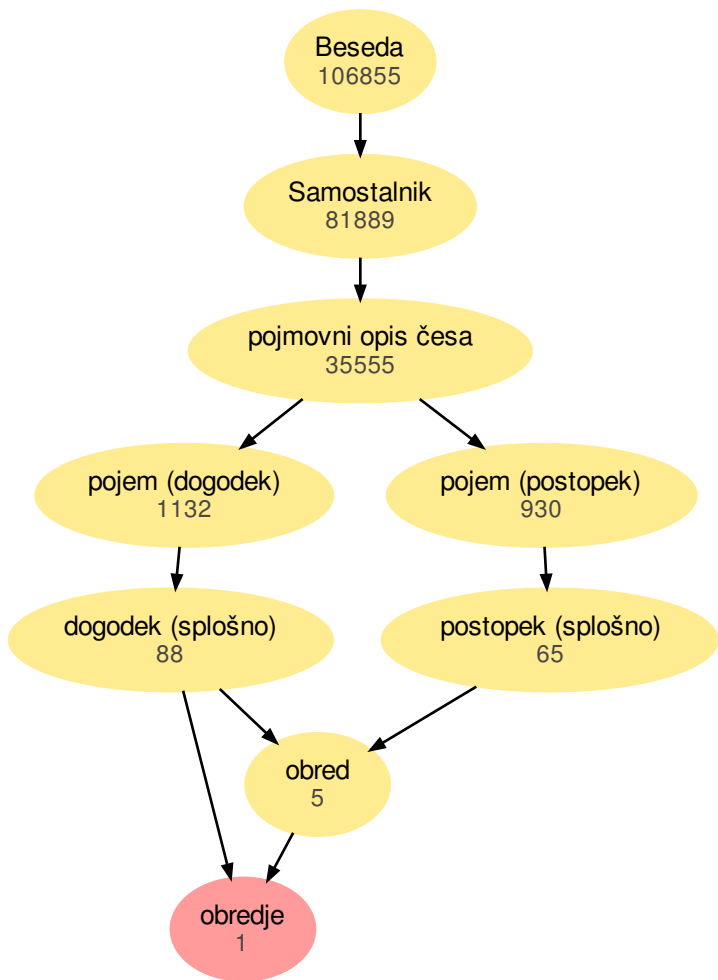 Beseda
106855
Samostalnik
81889
pojmovni opis česa
35555
pojem (dogodek)
1132
pojem (postopek)
930
dogodek (splošno)
88
postopek (splošno)
65
obred
5
obredje
1